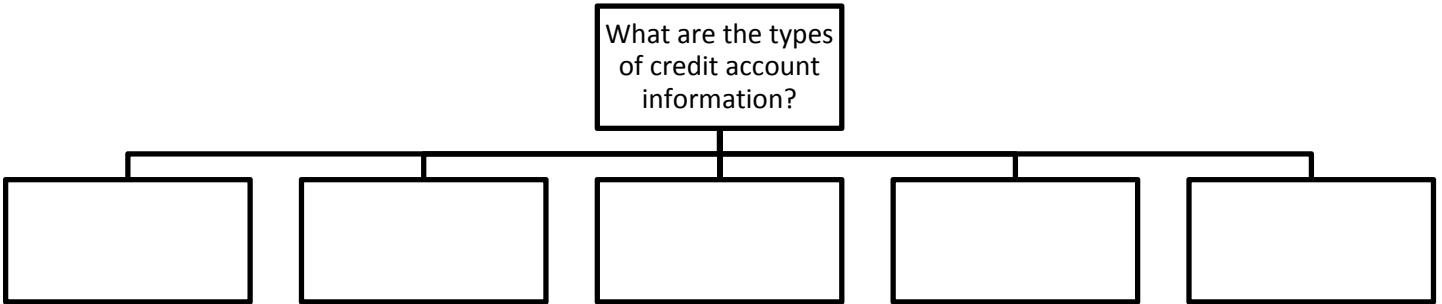 What are the types
of credit account
information?